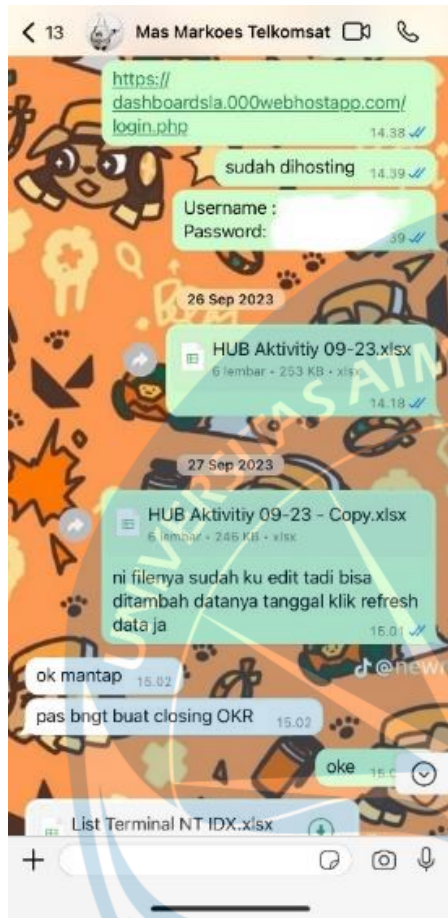 13
Mas Markoes Telkomsat
https://
dashboardsla.000webhostapp.com/
login.php
14.38
sudah dihosting
14.39
Username :
Password:
39
26 Sep 2023
HUB Aktivitiy 09-23.xlsx
6 lembar • 253 KB • xlsx
14.18
27 Sep 2023
HUB Aktivitiy 09-23 - Copy.xlsx
6 lembar • 246 KB • xlsx
ni filenya sudah ku edit tadi bisa
ditambah datanya tanggal klik refresh
data ja
15.01
ok mantap
15.02
pas bngt buat closing OKR
15.02
oke
List Terminal NT IDX.xlsx
UNIVERSITAS